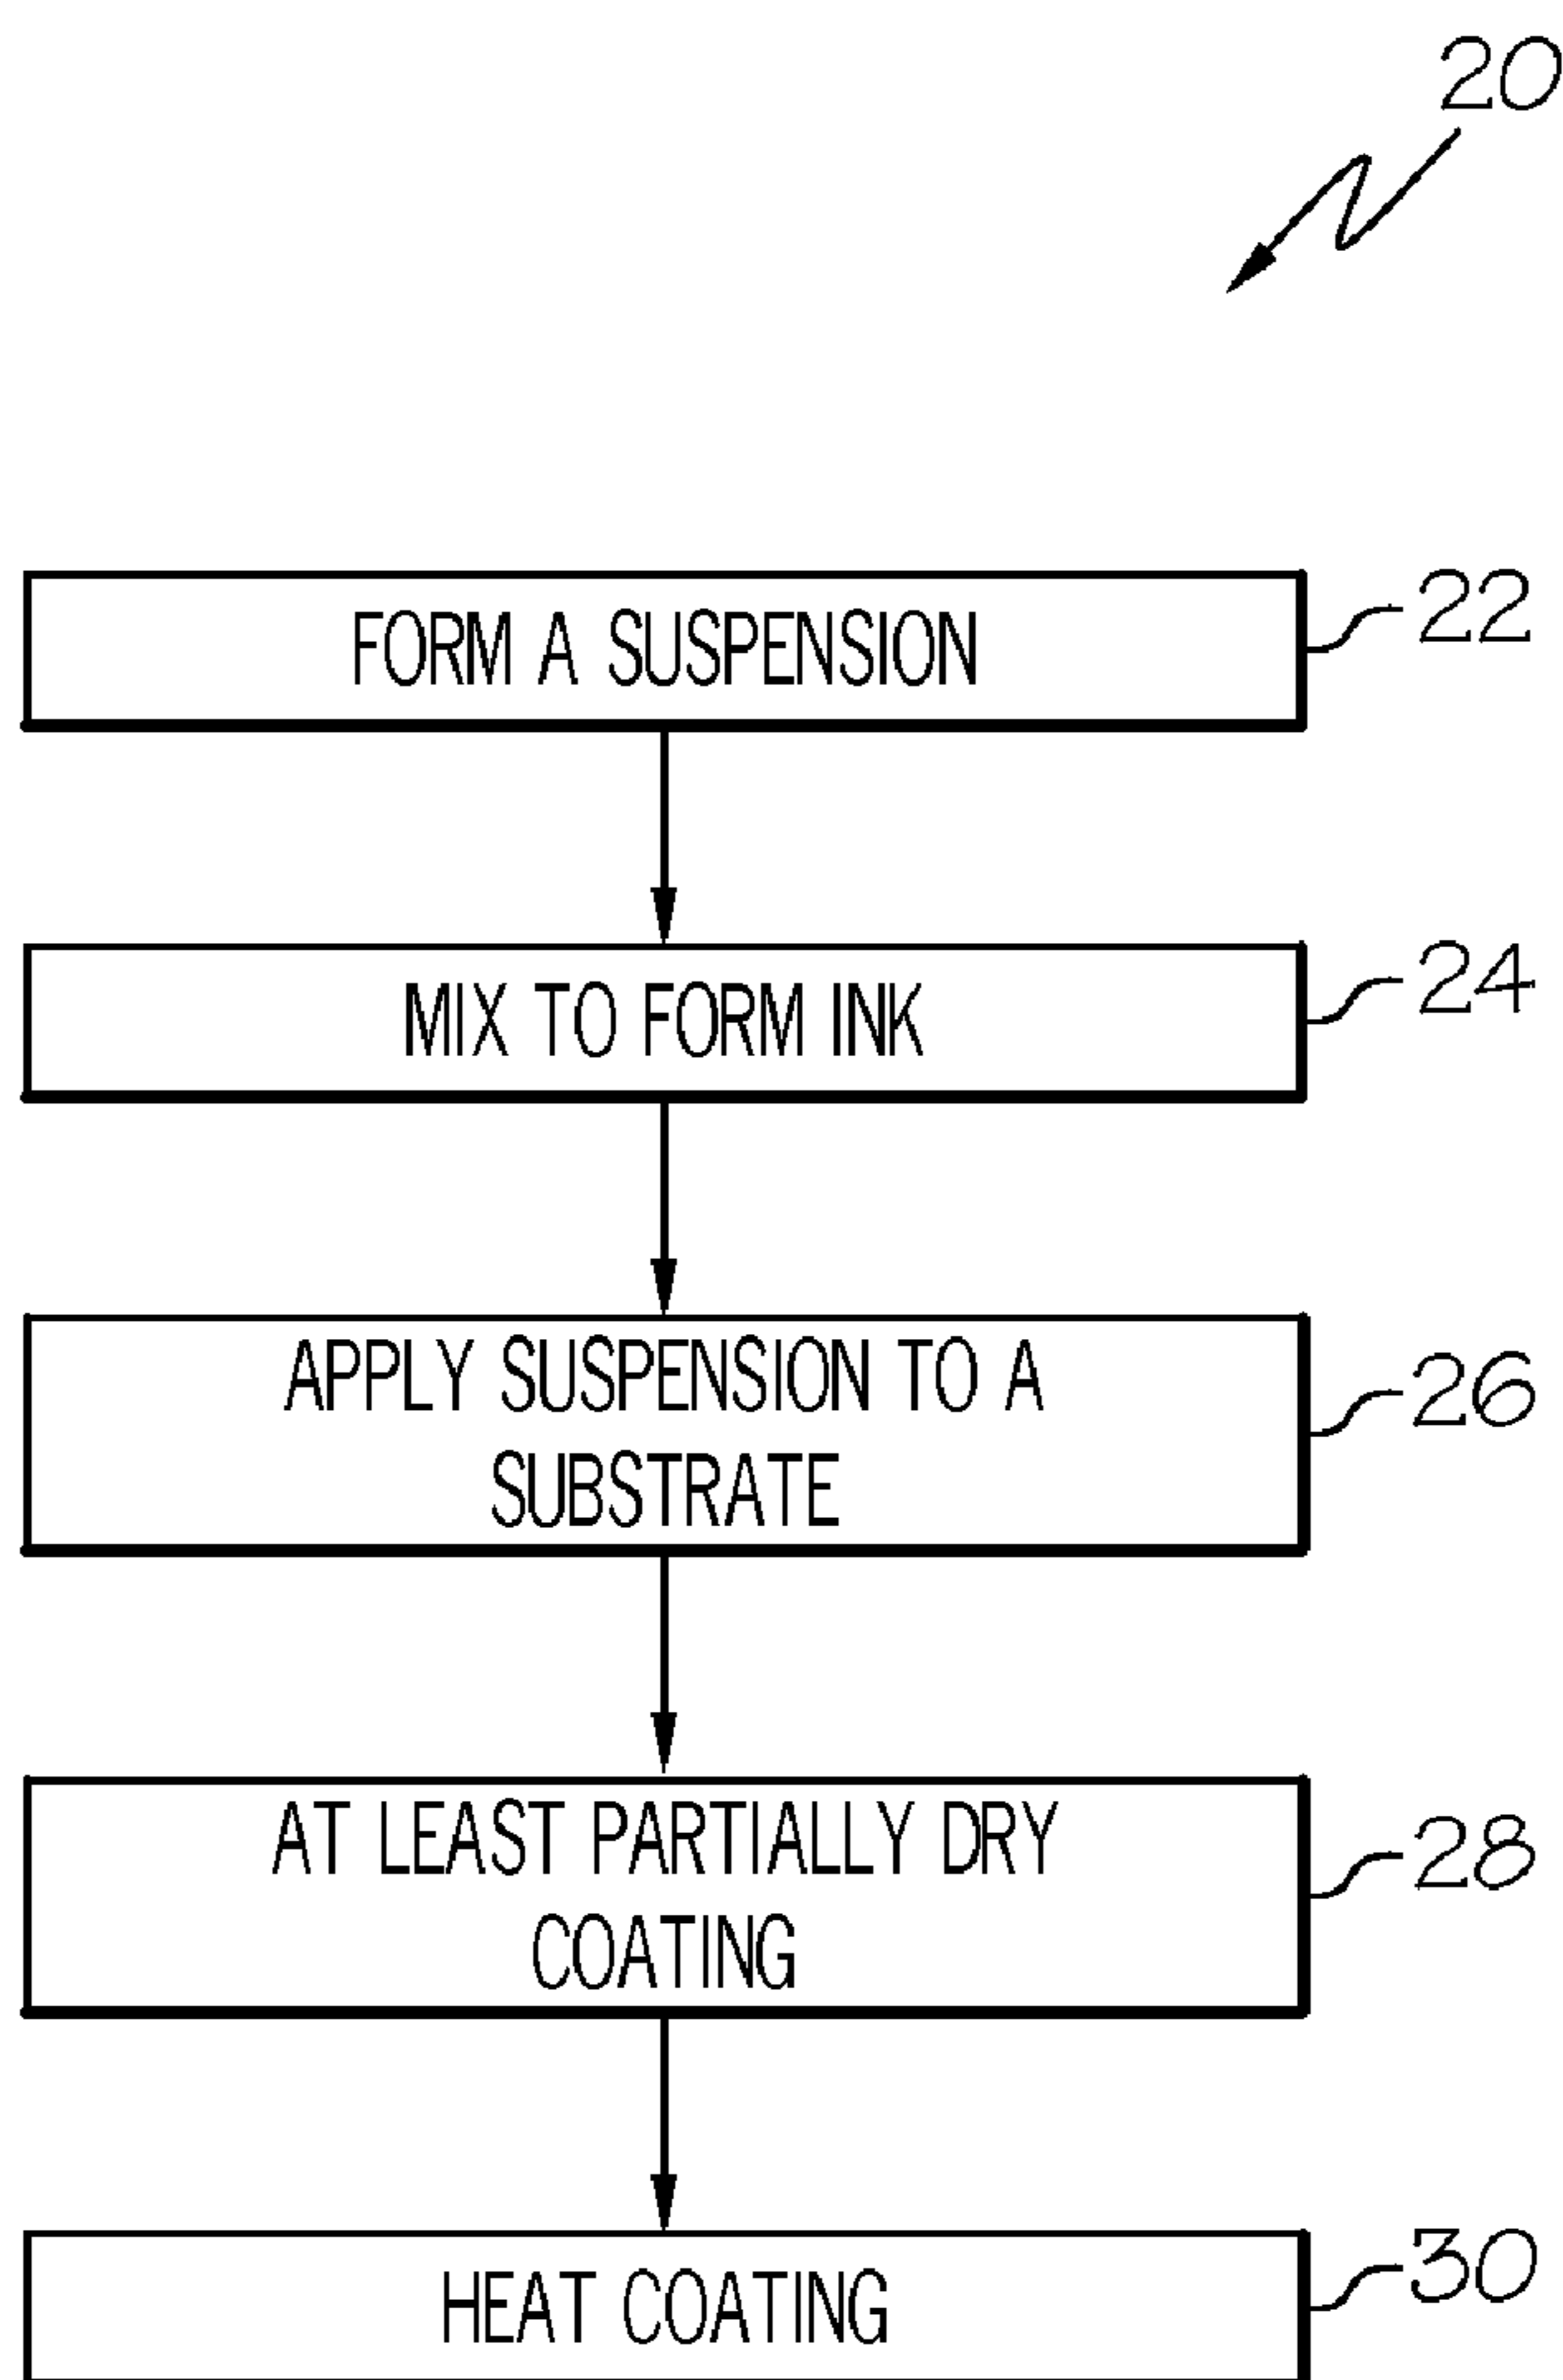 20
FORM A SUSPENSION
22
MIX TO FORM INK
24
APPLY SUSPENSION TO A
SUBSTRATE
26
AT LEAST PARTIALLY DRY
COATING
28
HEAT COATING
30